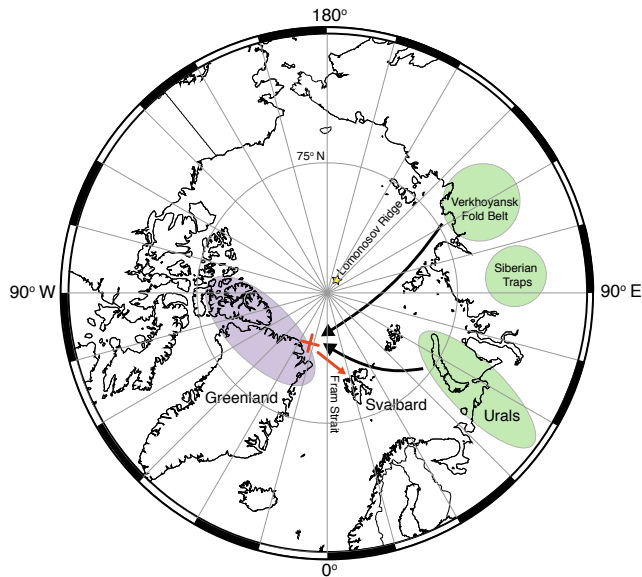 180°
75° N
Lomonosov Ridge
Verkhoyansk
Fold Belt
Siberian
Traps
90° W
90° E
Greenland
Fram Strait
Svalbard
Urals
0°